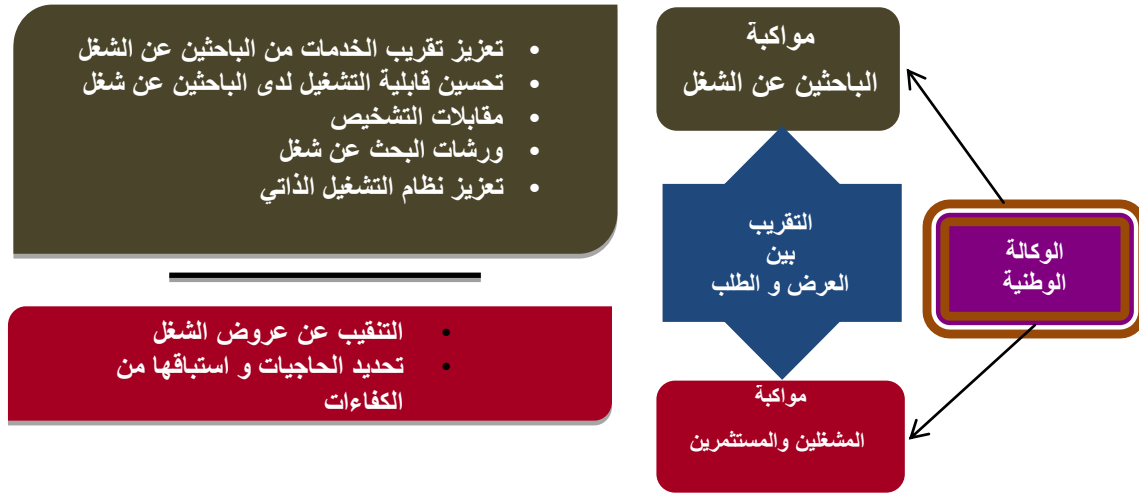 مواكبة
الباحثين عن الشغل
تعزيز تقريب الخدمات من الباحثين عن الشغل
تحسين قابلية التشغيل لدى الباحثين عن شغل
مقابلات التشخيص
ورشات البحث عن شغل
تعزيز نظام التشغيل الذاتي
التقريب
بين
العرض و الطلب
الوكالة
الوطنية
مواكبة
المشغلين والمستثمرين
التنقيب عن عروض الشغل
تحديد الحاجيات و استباقها من
الكفاءات